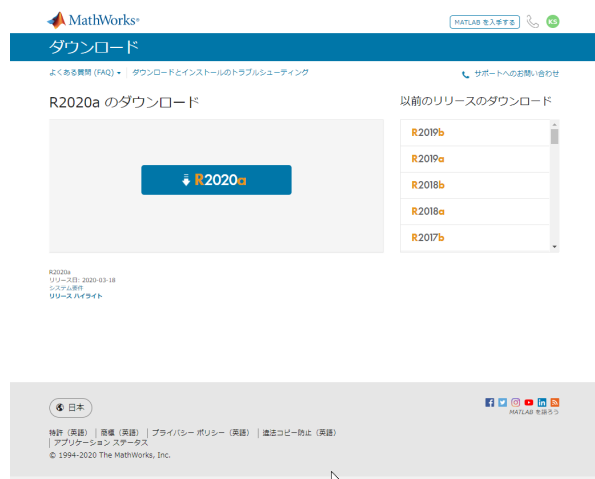 MathWorks®
MATLAB を入手する
KS
ダウンロード
よくある質問 (FAQ)
ダウンロードとインストールのトラブルシューティング
サポートへのお問い合わせ
R2020a のダウンロード
以前のリリースのダウンロード
R2020a
R2019b
R2019a
R2018b
R2018a
R2017b
R2020a
リリース日: 2020-03-18
システム要件
リリース ハイライト
日本
MATLAB を語ろう
特許（英語） | 商標（英語） | プライバシー ポリシー（英語） | 違法コピー防止（英語）
| アプリケーション ステータス
© 1994-2020 The MathWorks, Inc.